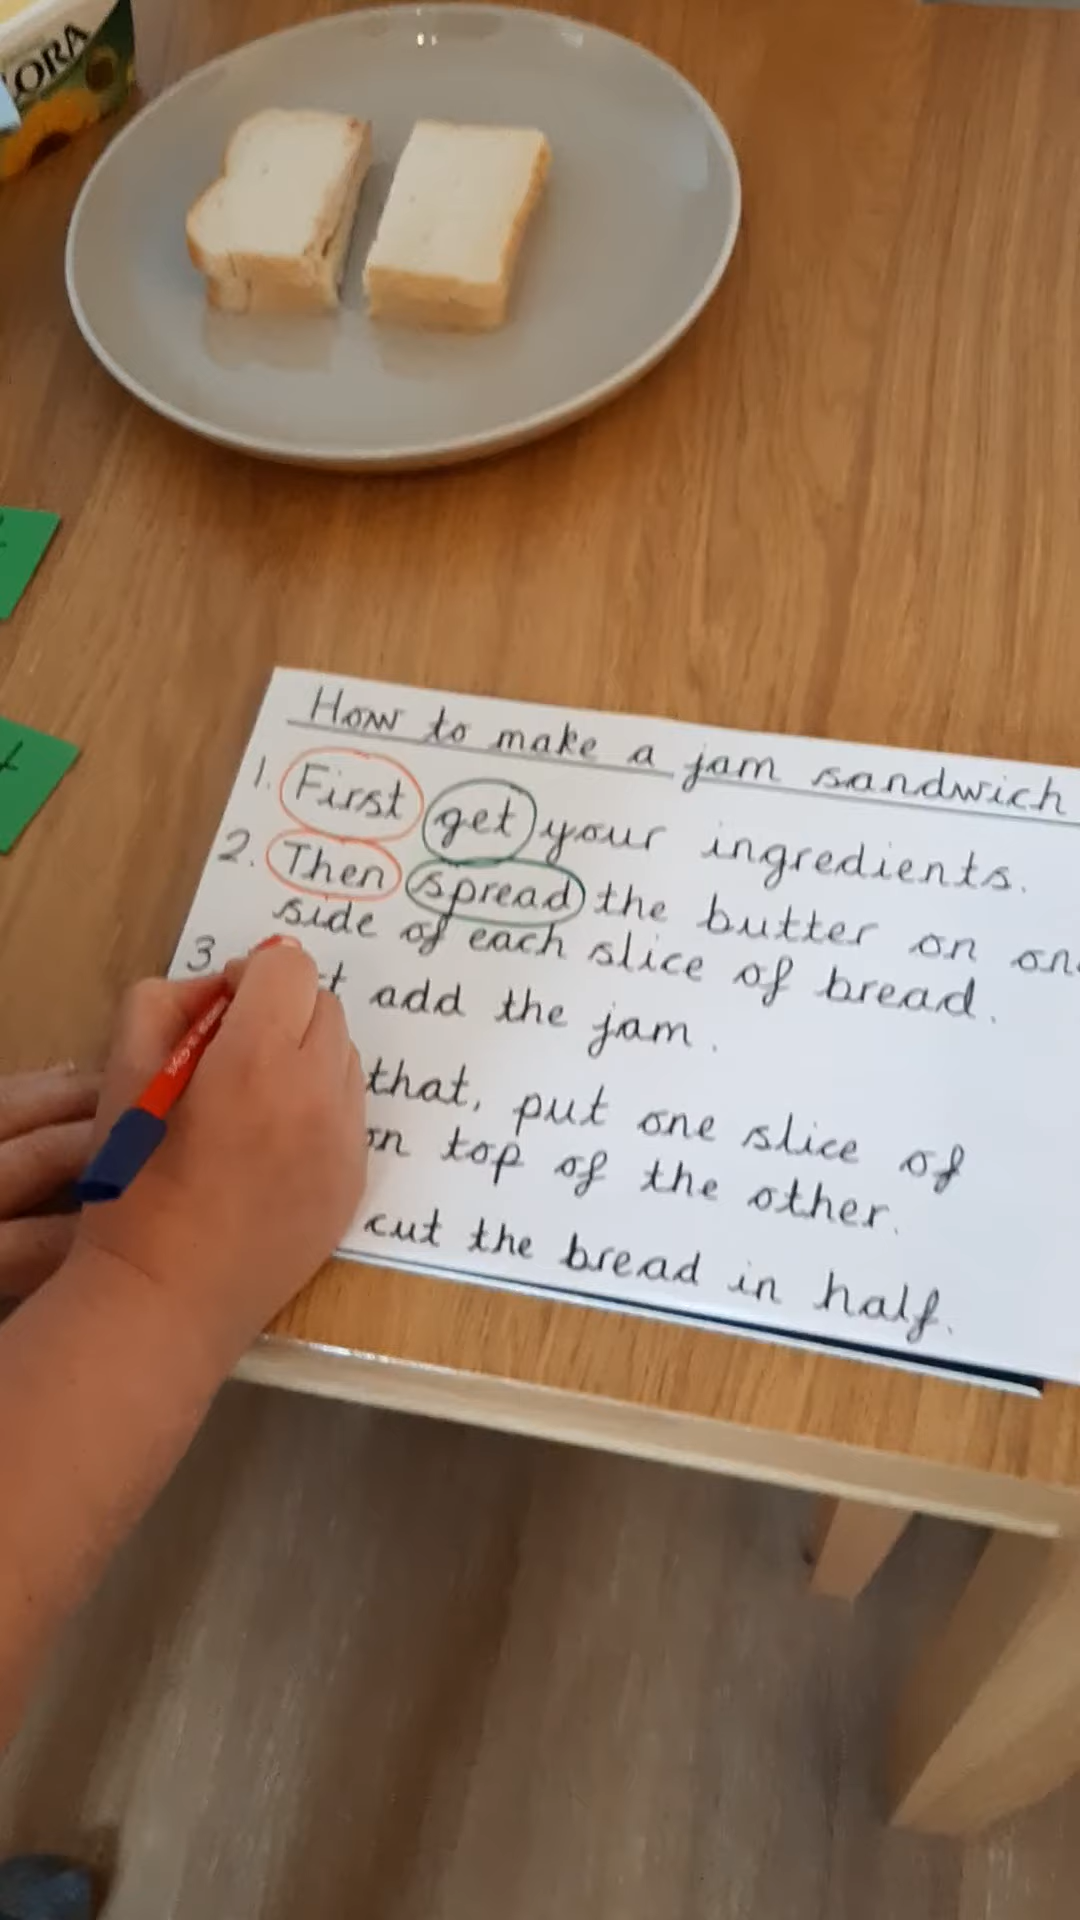 ORA
How to make a jam sandwich
1. First get your ingredients.
2. Then spread the butter on
side of each slice of bread.
3. add the jam.
that, put one slice of
on top of the other.
cut the bread in half.